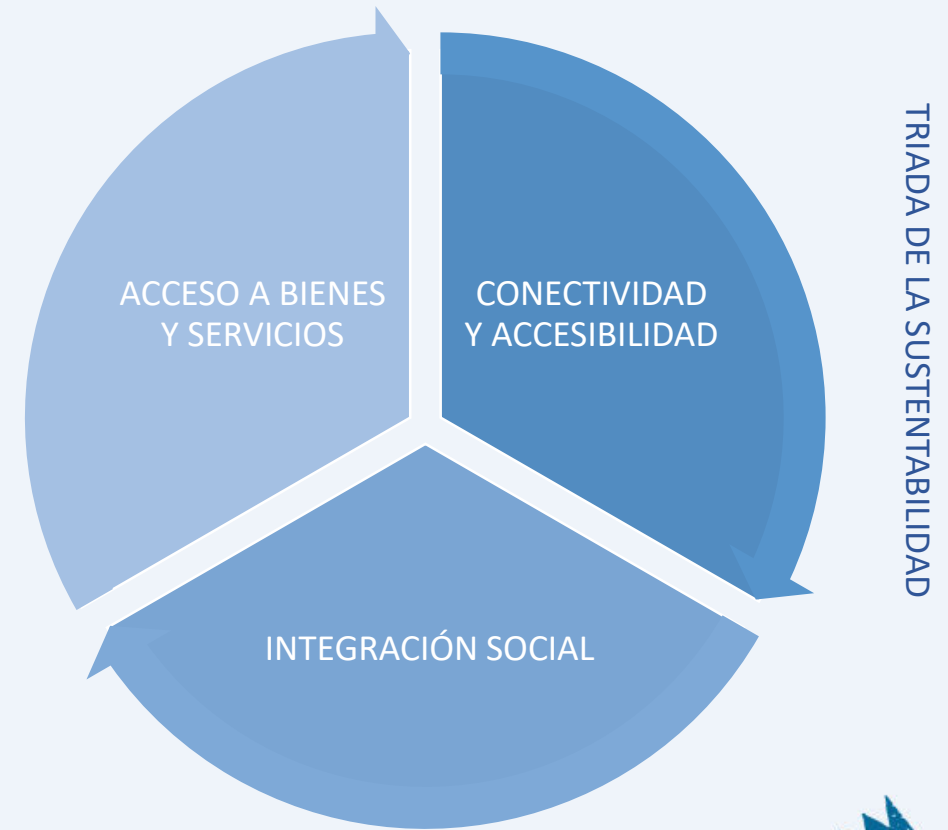 ACCESO A BIENES
Y SERVICIOS
CONECTIVIDAD
Y ACCESIBILIDAD
INTEGRACIÓN SOCIAL
TRIADA DE LA SUSTENTABILIDAD